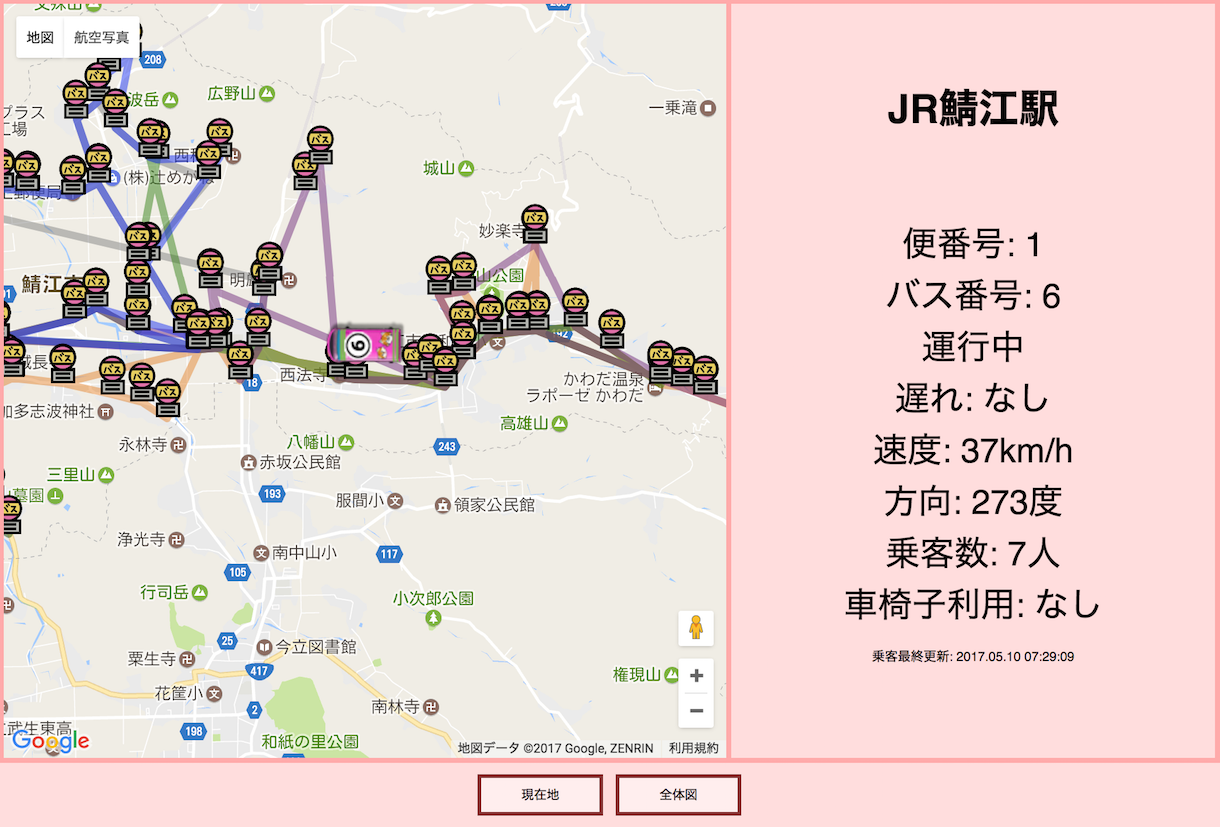 地図
航空写真
208
広野山
一乗滝
プラス
工場
波岳
城山
(株)辻めがね
妙楽寺
山公園
鯖江市
西法寺
18
192
かわだ温泉
ラポーゼ かわだ
高雄山
加多志波神社
永林寺
八幡山
赤坂公民館
243
三里山
193
服間小
領家公民館
浄光寺
南中山小
117
105
行司岳
小次郎公園
25
今立図書館
粟生寺
417
権現山
花筐小
2
南林寺
武生東高
198
和紙の里公園
Google
地図データ ©2017 Google, ZENRIN
利用規約
バス
6
JR鯖江駅
便番号: 1
バス番号: 6
運行中
遅れ: なし
速度: 37km/h
方向: 273度
乗客数: 7人
車椅子利用: なし
乗客最終更新: 2017.05.10 07:29:09
現在地
全体図